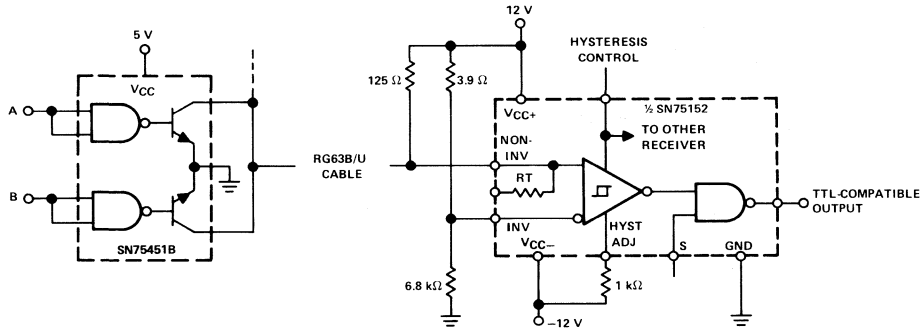 5 V
VCC
A
B
SN75451B
RG63B/U
CABLE
12 V
125 Ω
3.9 Ω
HYSTERESIS
CONTROL
½ SN75152
VCC+
TO OTHER
RECEIVER
NON-
INV
RT
INV
HYST
ADJ
VCC–
S
GND
TTL-COMPATIBLE
OUTPUT
6.8 kΩ
1 kΩ
–12 V